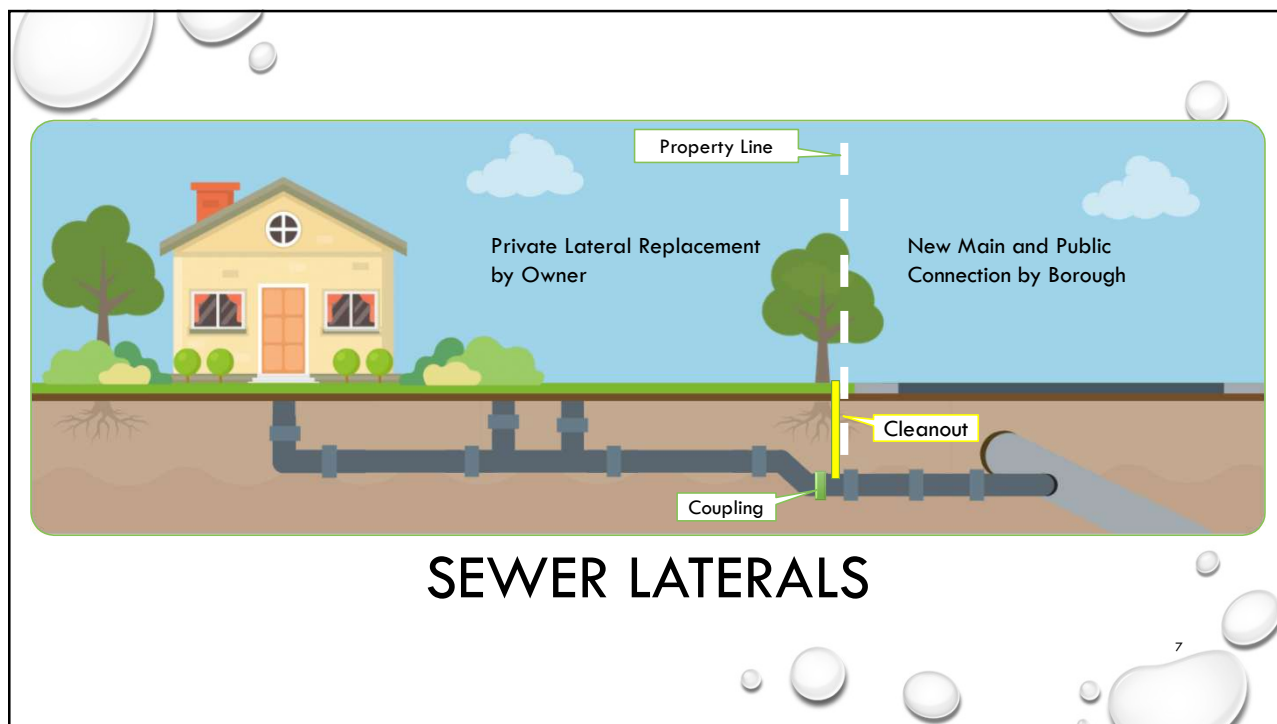 Property Line
Private Lateral Replacement
by Owner
New Main and Public
Connection by Borough
Cleanout
Coupling
SEWER LATERALS
7